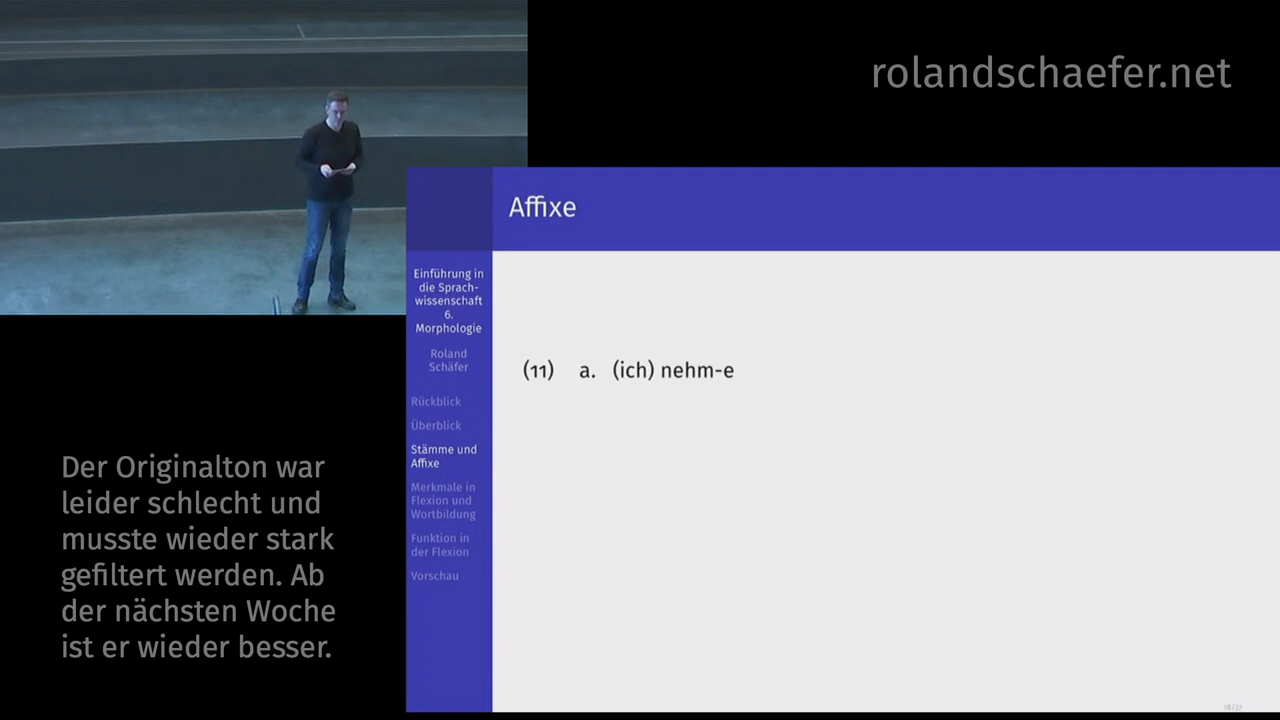 rolandschaefer.net
Affixe
Einführung in
die Sprach-
wissenschaft
6.
Morphologie
Roland
Schäfer
Rückblick
Überblick
Stämme und
Affixe
Merkmale in
Flexion und
Wortbildung
Funktion in
der Flexion
Vorschau
(11) a. (ich) nehm-e
Der Originalton war
leider schlecht und
musste wieder stark
gefiltert werden. Ab
der nächsten Woche
ist er wieder besser.